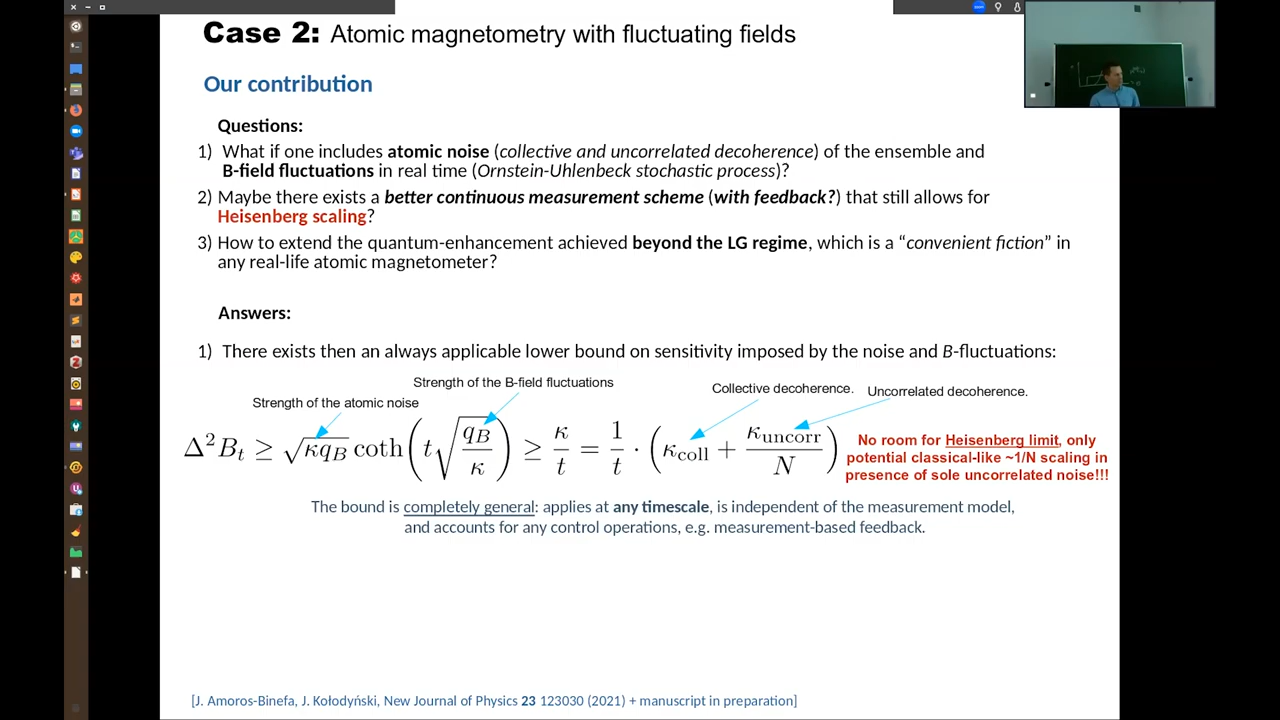 Case 2: Atomic magnetometry with fluctuating fields
Our contribution
Questions:
1) What if one includes atomic noise (collective and uncorrelated decoherence) of the ensemble and
B-field fluctuations in real time (Ornstein-Uhlenbeck stochastic process)?
2) Maybe there exists a better continuous measurement scheme (with feedback?) that still allows for
Heisenberg scaling?
3) How to extend the quantum-enhancement achieved beyond the LG regime, which is a “convenient fiction” in
any real-life atomic magnetometer?
Answers:
1) There exists then an always applicable lower bound on sensitivity imposed by the noise and B-fluctuations:
Strength of the B-field fluctuations
Collective decoherence.
Uncorrelated decoherence.
Strength of the atomic noise
Δ²B_t ≥ √(κq_B) coth(t√(q_B/κ)) ≥ κ/t = 1/t · (κ_coll + κ_uncorr/N)
No room for Heisenberg limit, only
potential classical-like ~1/N scaling in
presence of sole uncorrelated noise!!!
The bound is completely general: applies at any timescale, is independent of the measurement model,
and accounts for any control operations, e.g. measurement-based feedback.
[J. Amoros-Binefa, J. Kołodyński, New Journal of Physics 23 123030 (2021) + manuscript in preparation]